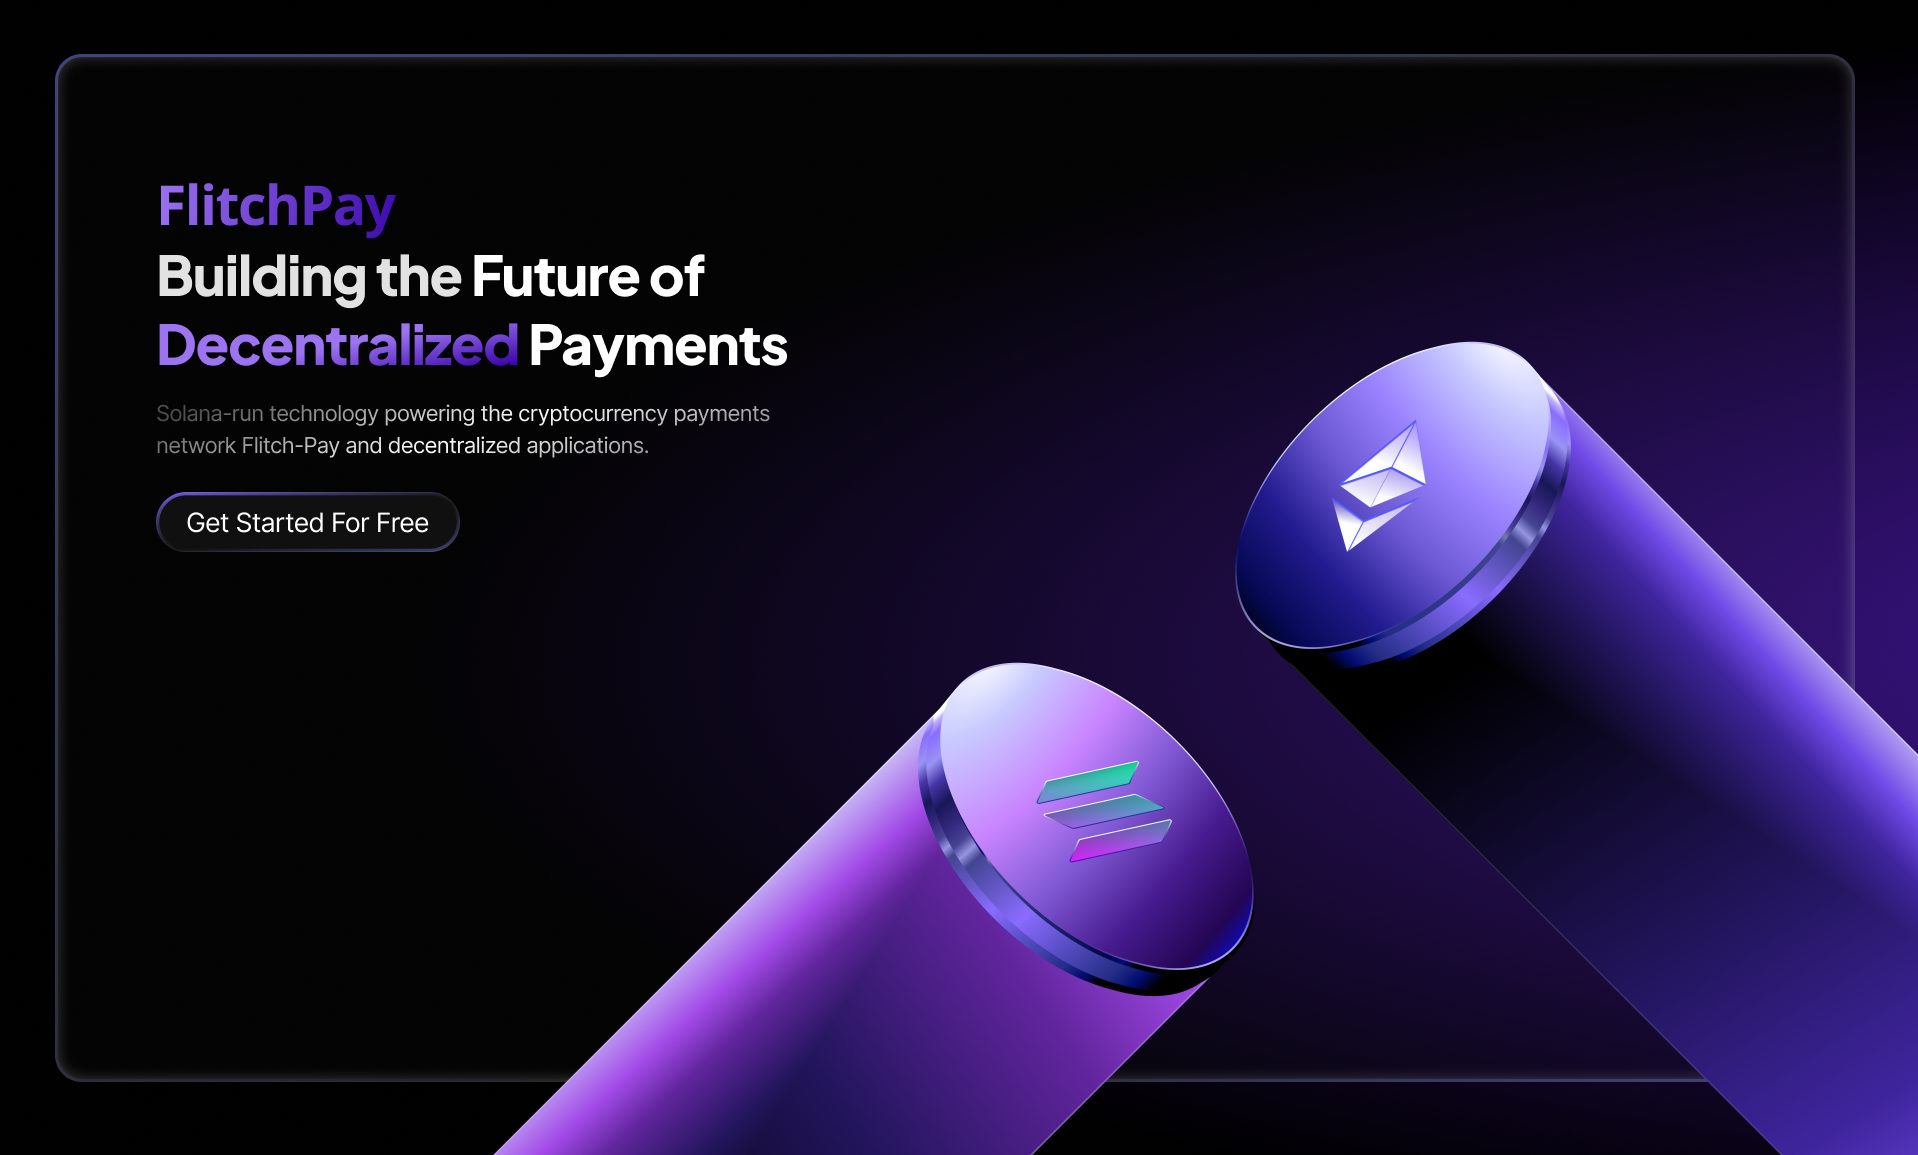 FlitchPay
Building the Future of
Decentralized Payments
Solana-run technology powering the cryptocurrency payments
network Flitch-Pay and decentralized applications.
Get Started For Free